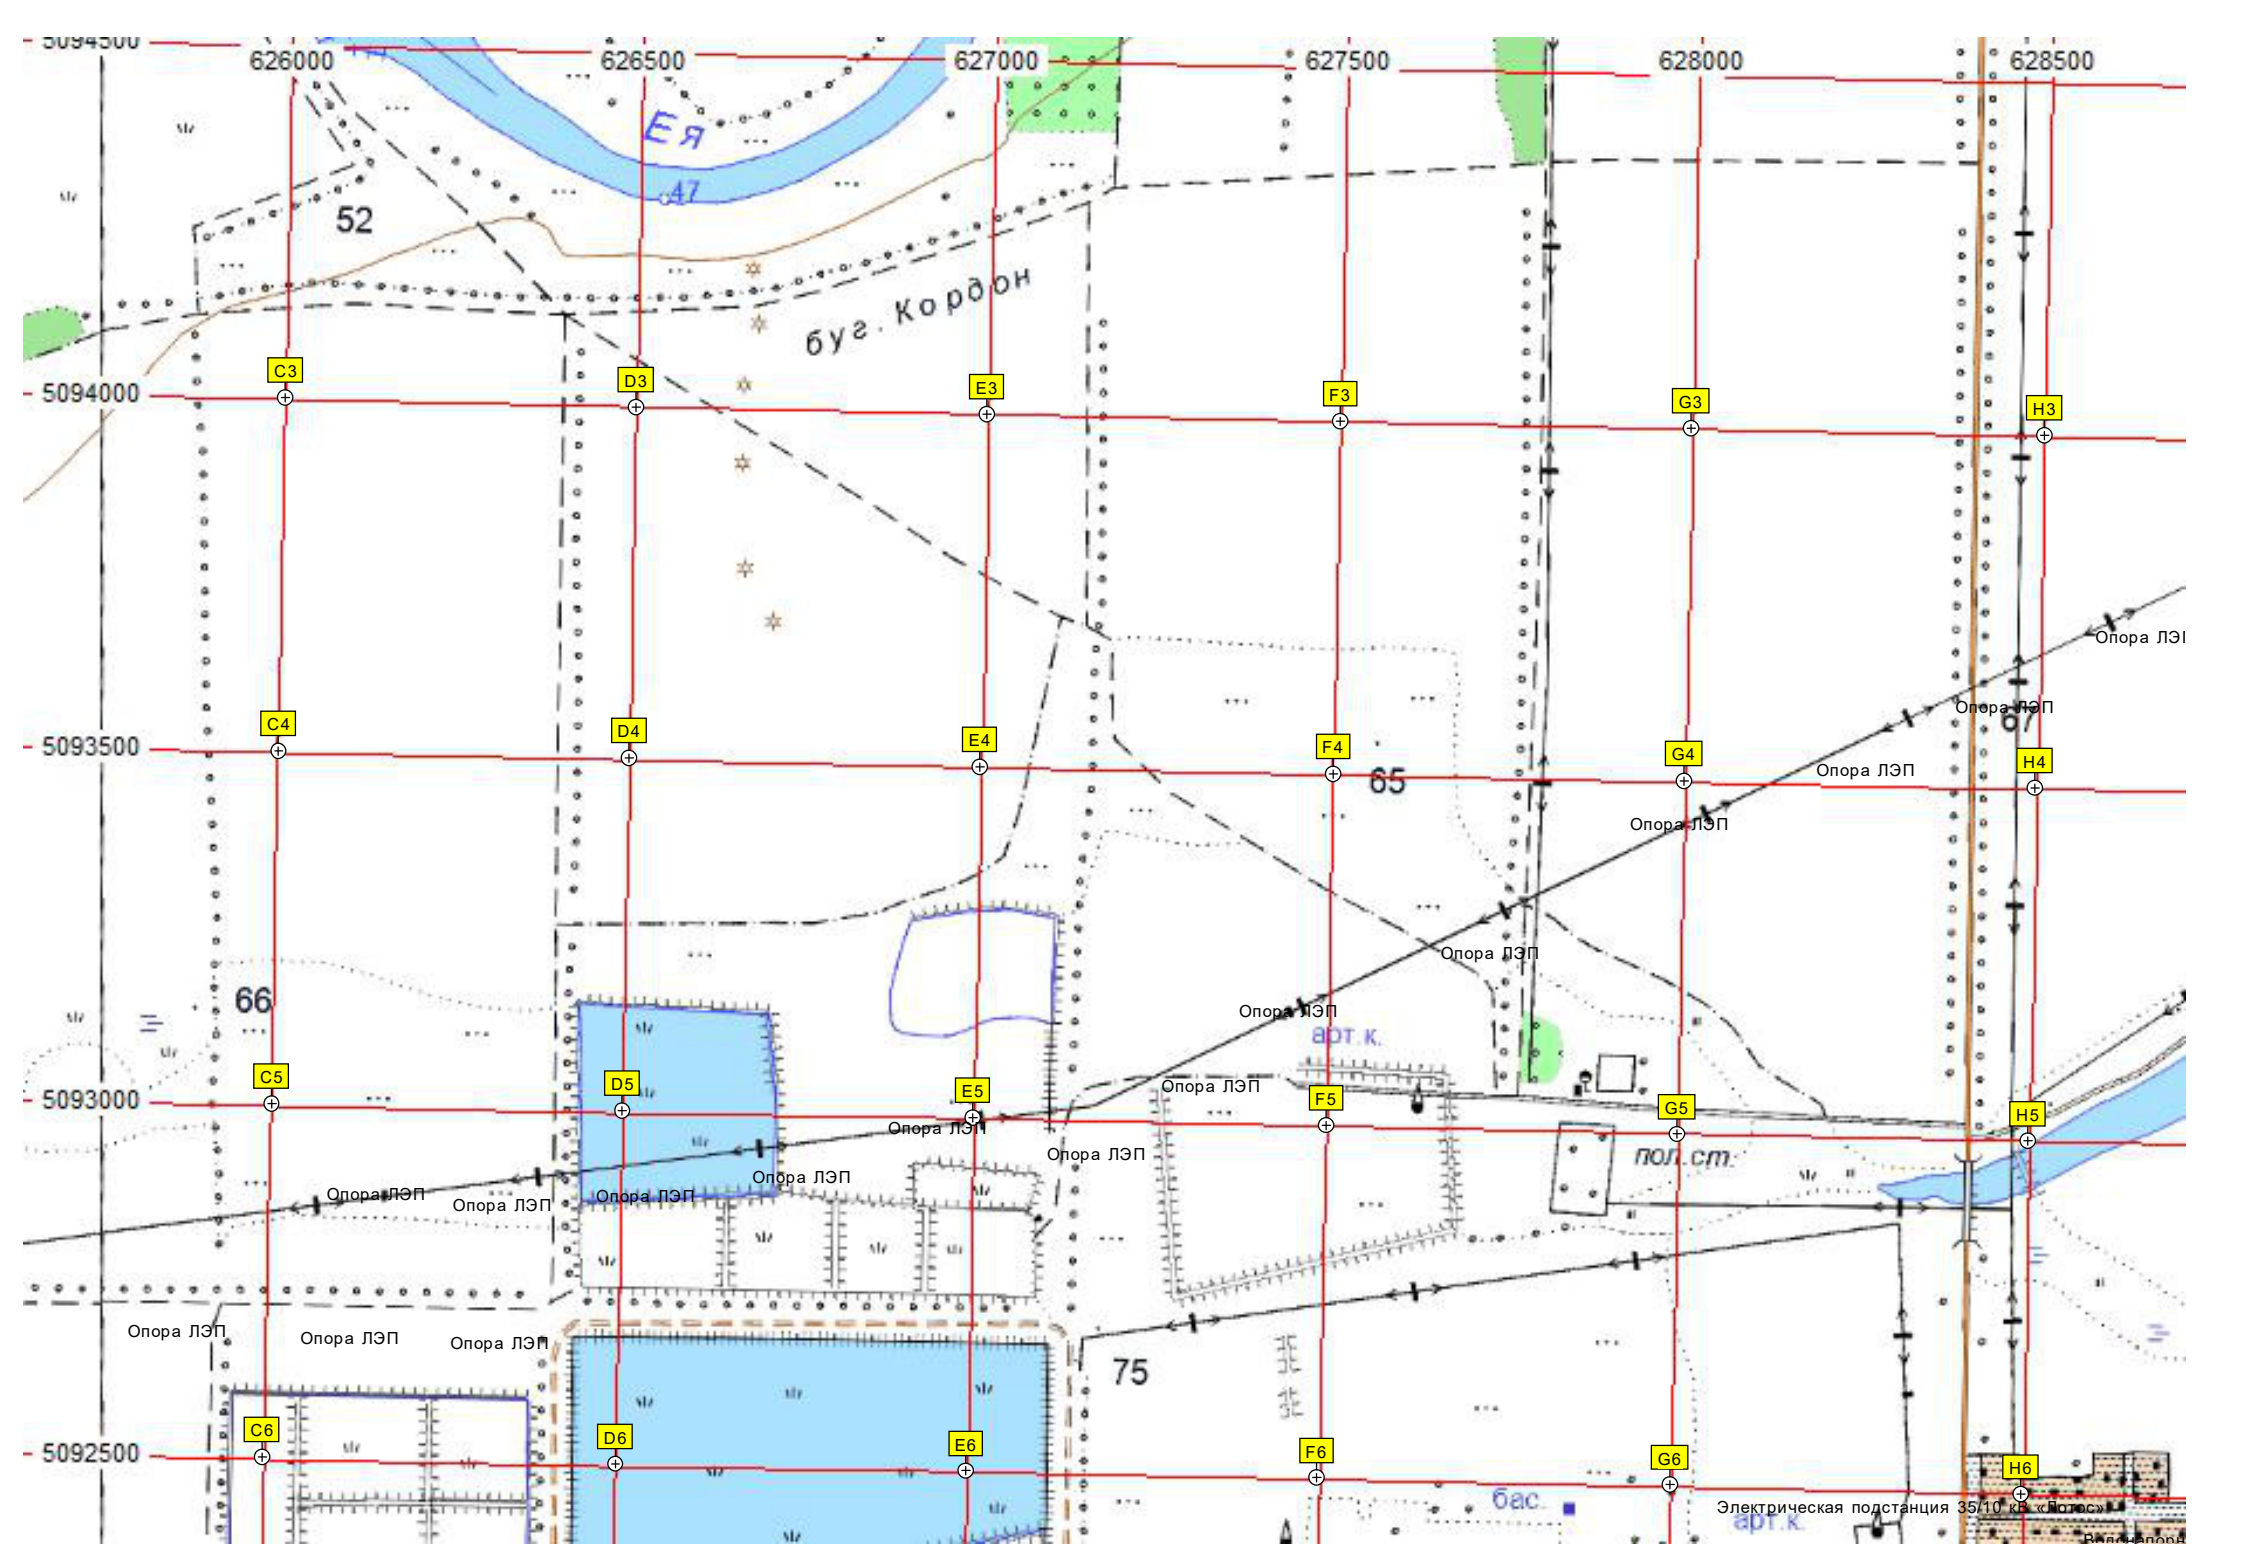 5094500
626000
626500
627000
627500
628000
628500
Ея
47
52
буг. Кордон
C3
D3
E3
F3
G3
H3
5094000
Опора ЛЭП
Опора ЛЭП
67
C4
D4
E4
F4
G4
H4
5093500
65
Опора ЛЭП
Опора ЛЭП
Опора ЛЭП
66
Опора ЛЭП
арт.к.
C5
D5
E5
F5
G5
H5
5093000
Опора ЛЭП
Опора ЛЭП
Опора ЛЭП
пол.ст.
Опора ЛЭП
Опора ЛЭП
Опора ЛЭП
Опора ЛЭП
Опора ЛЭП
Опора ЛЭП
Опора ЛЭП
75
C6
D6
E6
F6
G6
H6
5092500
бас.
Электрическая подстанция 35/10 кВ «Лотос»
арт.к.